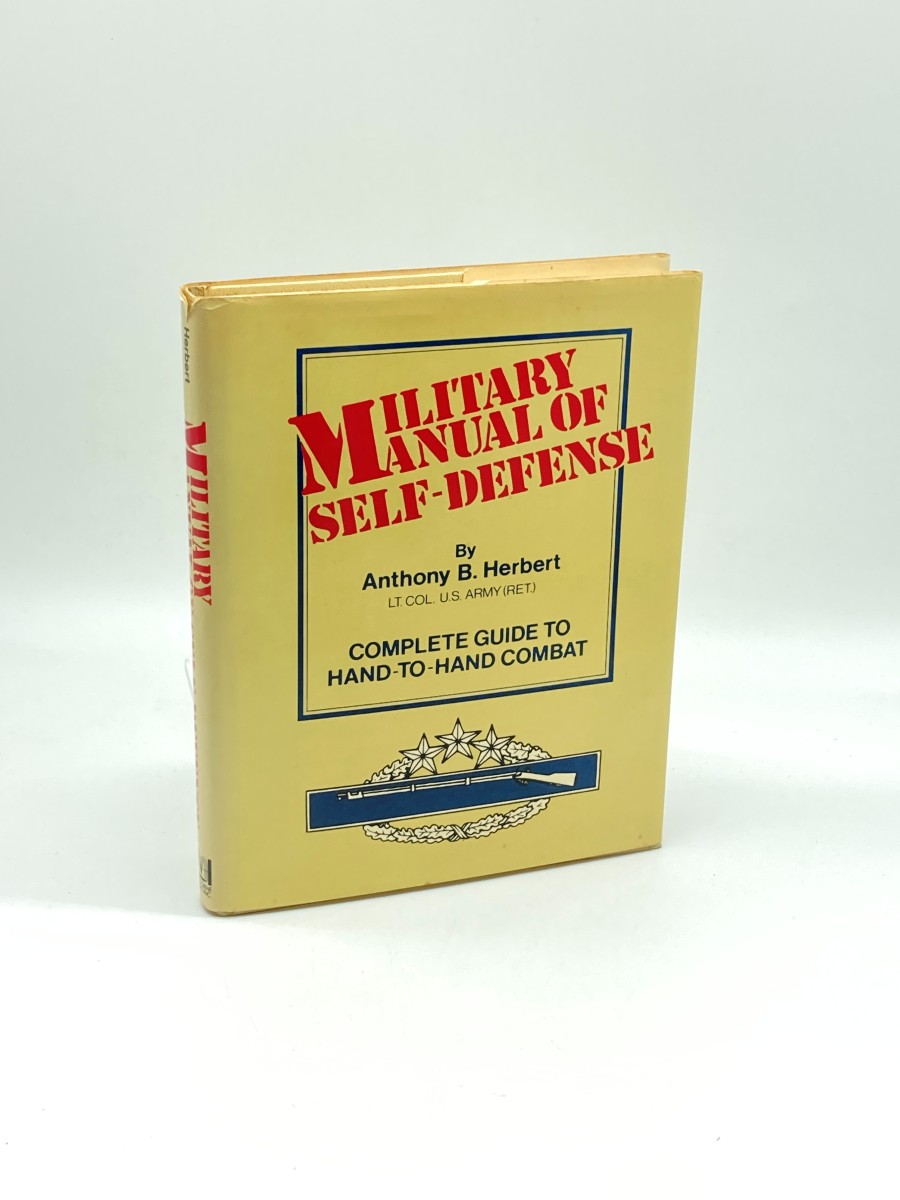 Herbert
MILITARY
MILITARY
MANUAL OF
SELF-DEFENSE
By
Anthony B. Herbert
LT. COL. U.S. ARMY (RET.)
COMPLETE GUIDE TO
HAND-TO-HAND COMBAT